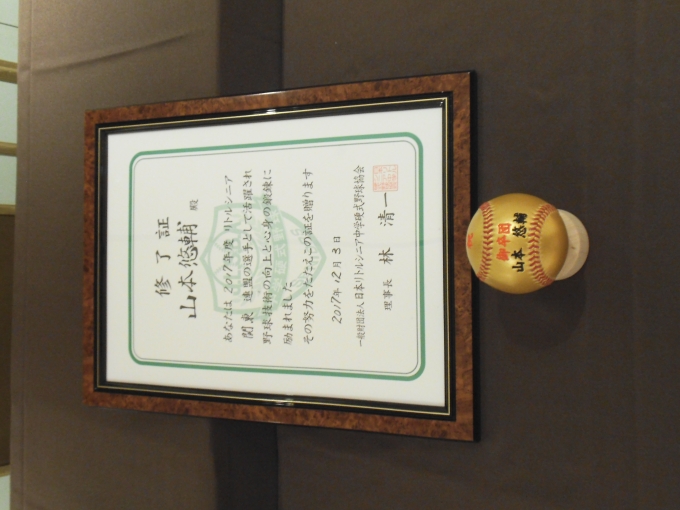 修了証
山本悠輔 殿
あなたは2017年度リトルシニア
関東連盟の選手として活躍され
野球技術の向上と心身の鍛錬に
励まれました
その努力をたたえこの証を贈ります
2017年12月3日
一般財団法人日本リトルシニア中学硬式野球協会
理事長 林 清一
御卒団
山本 悠輔